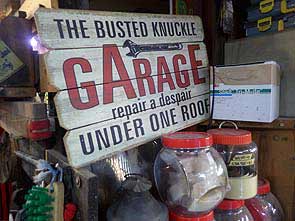 THE BUSTED KNUCKLE
GARAGE
repair a despair
UNDER ONE ROOF